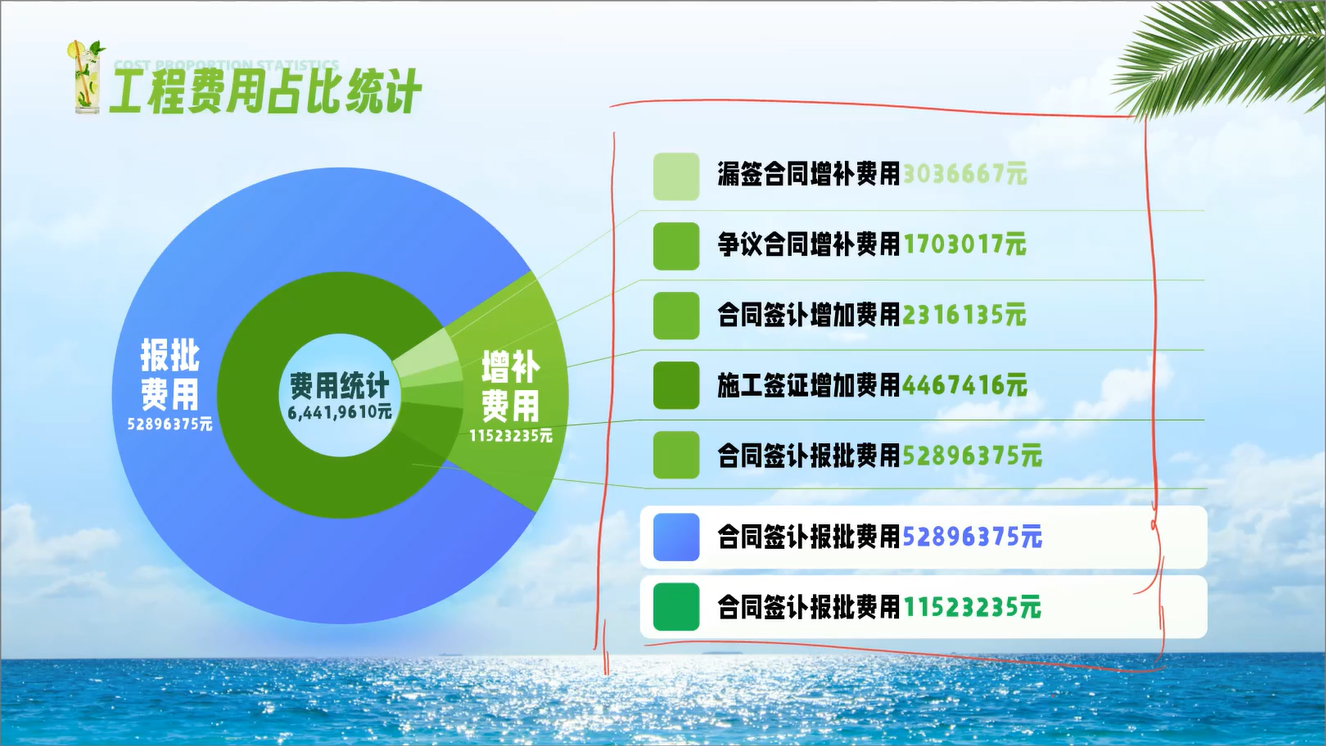 COST PROPORTION STATISTICS
工程费用占比统计
报批
费用
52896375元
费用统计
6,441,9610元
增补
费用
11523235元
漏签合同增补费用3036667元
争议合同增补费用1703017元
合同签讣增加费用2316135元
施工签证增加费用4467416元
合同签讣报批费用52896375元
合同签讣报批费用52896375元
合同签讣报批费用11523235元